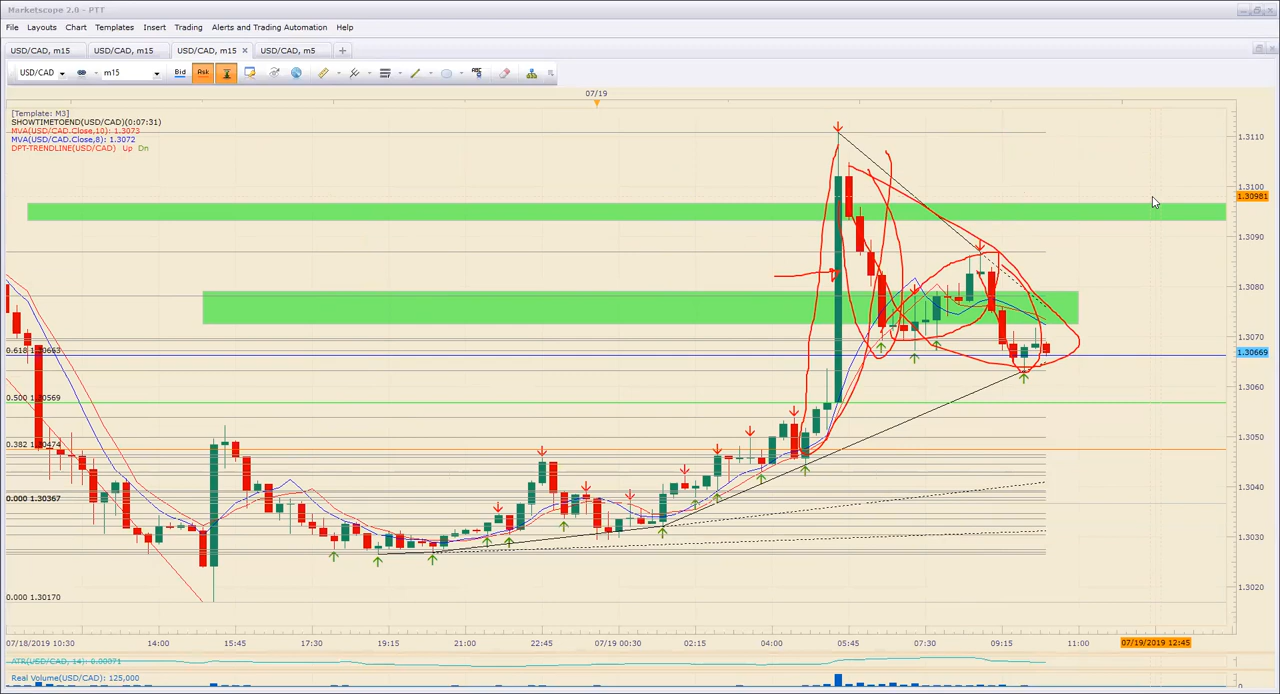 Marketscope 2.0 - PTT
File Layouts Chart Templates Insert Trading Alerts and Trading Automation Help
USD/CAD, m15 USD/CAD, m15 USD/CAD, m15 × USD/CAD, m5 +
USD/CAD m15 Bid Ask ABC
07/19
[Template: M3]
SHOWTIMETOEND(USD/CAD)(0:07:31)
MVA(USD/CAD.Close,10): 1.3073
MVA(USD/CAD.Close,8): 1.3072
DPT-TRENDLINE(USD/CAD) Up Dn
1.3110
1.3100
1.30981
1.3090
1.3080
1.3070
0.618 1.30663
1.30669
1.3060
0.500 1.30569
1.3050
0.382 1.30474
1.3040
0.000 1.30367
1.3030
1.3020
0.000 1.30170
07/18/2019 10:30 14:00 15:45 17:30 19:15 21:00 22:45 07/19 00:30 02:15 04:00 05:45 07:30 09:15 11:00 07/19/2019 12:45
ATR(USD/CAD, 14): 0.00071
Real Volume(USD/CAD): 125,000
0